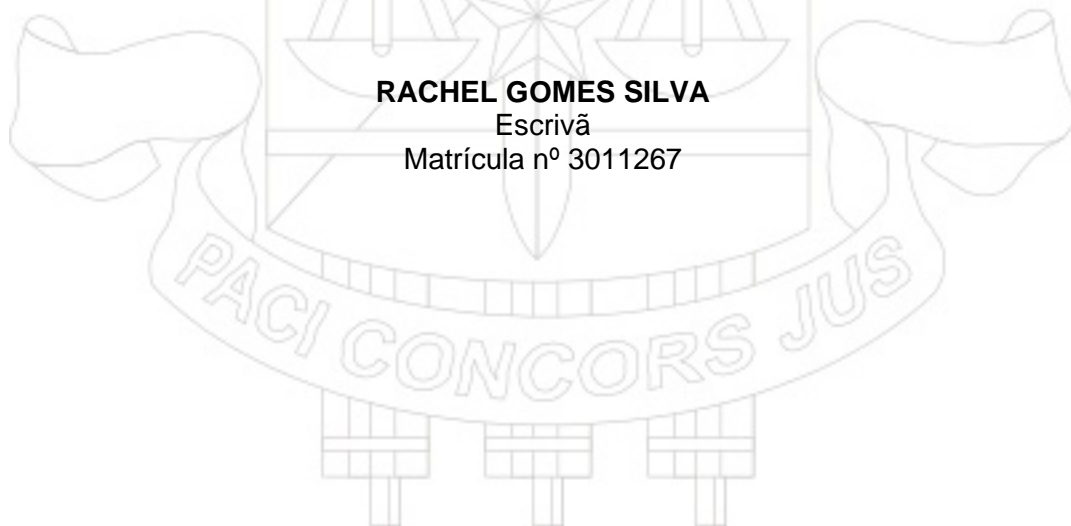 RACHEL GOMES SILVA
Escrivã
Matrícula nº 3011267
PACI CONCORS JUS